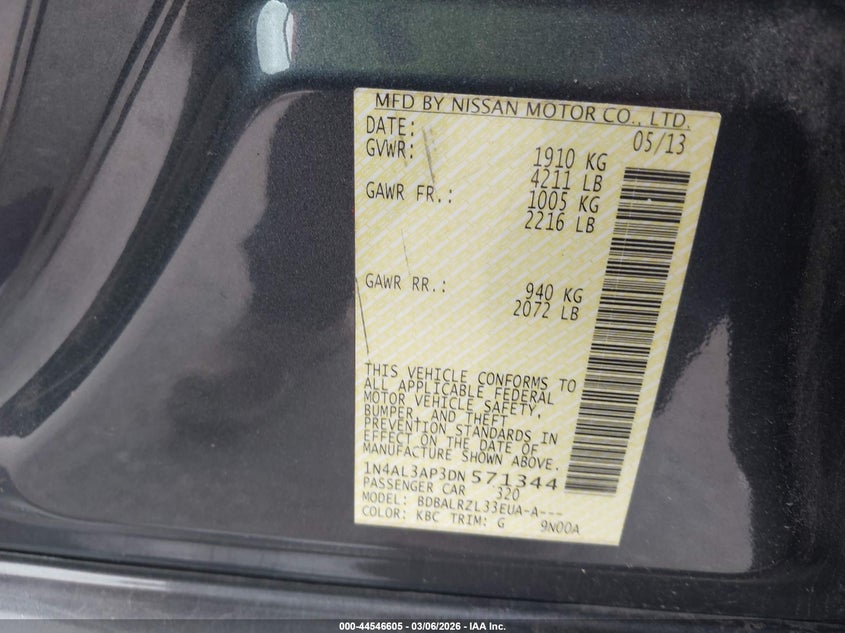 MFD BY NISSAN MOTOR CO., LTD.
DATE: 05/13
GVWR: 1910 KG
4211 LB
GAWR FR.: 1005 KG
2216 LB
GAWR RR.: 940 KG
2072 LB
THIS VEHICLE CONFORMS TO
ALL APPLICABLE FEDERAL
MOTOR VEHICLE SAFETY,
BUMPER, AND THEFT
PREVENTION STANDARDS IN
EFFECT ON THE DATE OF
MANUFACTURE SHOWN ABOVE.
1N4AL3AP3DN571344
PASSENGER CAR 320
MODEL: BDBALRZL33EUA-A---
COLOR: KBC TRIM: G 9N00A
000-44546605 - 03/06/2026 - IAA Inc.